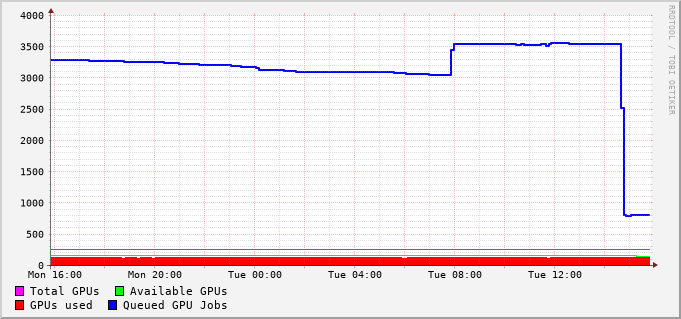 4000
3500
3000
2500
2000
1500
1000
500
0
Mon 16:00 Mon 20:00 Tue 00:00 Tue 04:00 Tue 08:00 Tue 12:00
Total GPUs Available GPUs
GPUs used Queued GPU Jobs
RRDTOOL / TOBI OETIKER